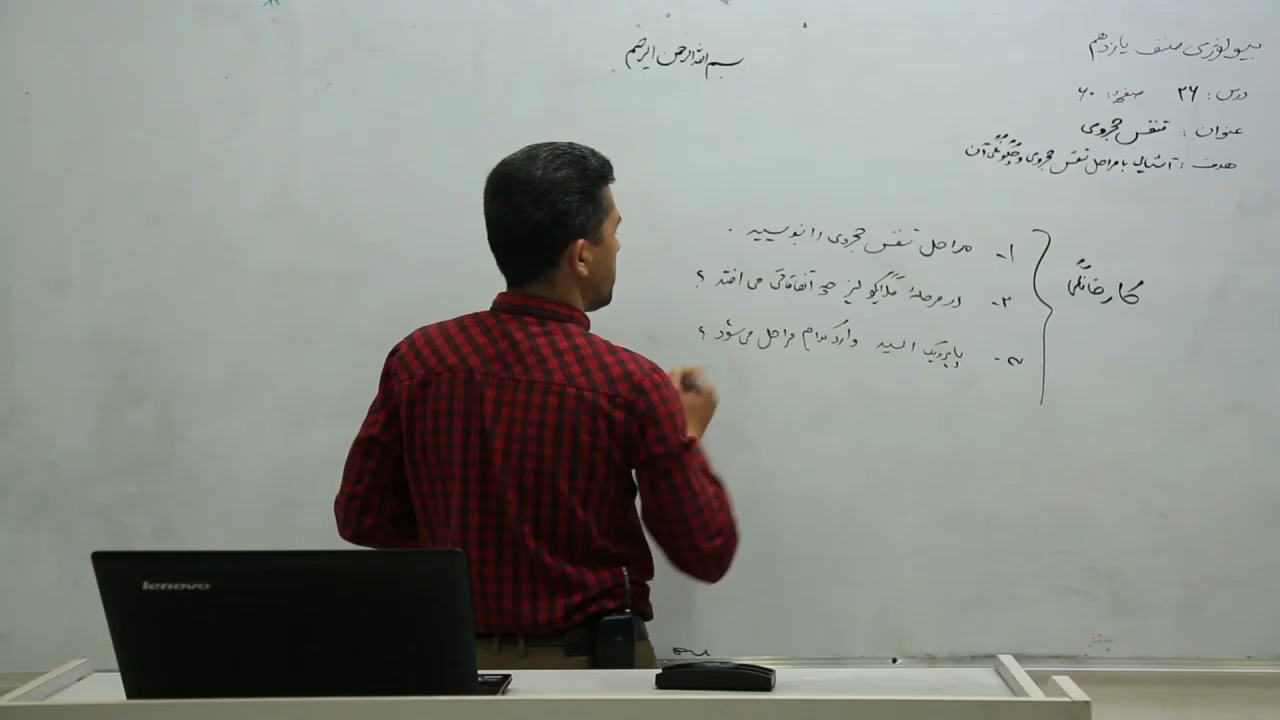 بسم الله الرحمن الرحیم
بیولوژی صنف یازدهم
درس: ۲۶ صفحه: ۶۰
عنوان: تنفس حجروی
هدف: آشنایی با مراحل تنفس حجروی و چگونگی آن
کارخانگی
۱- مراحل تنفس حجروی را بنویسید.
۲- در مرحلهٔ گلایکولیز چه اتفاقاتی می افتد ؟
۳- پایرویک اسید وارد کدام مراحل می شود ؟
lenovo